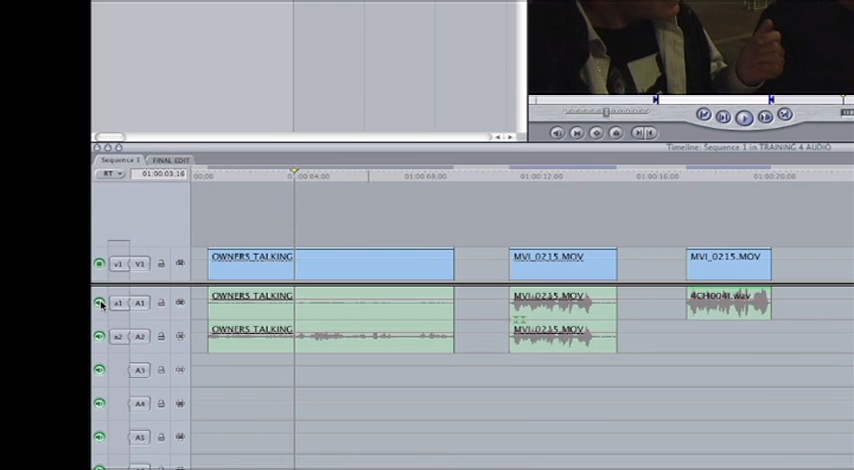 Timeline: Sequence 1 in TRAINING 4 AUDIO
Sequence 1 FINAL EDIT
RT 01:00:03.16 00:00 01:00:04;00 01:00:08;00 01:00:12;00 01:00:16;00 01:00:20;00
v1 V1 OWNERS TALKING MVI_0215.MOV MVI_0215.MOV
a1 A1 OWNERS TALKING MVI_0215.MOV 4CH004I.wav
a2 A2 OWNERS TALKING MVI_0215.MOV
A3
A4
A5